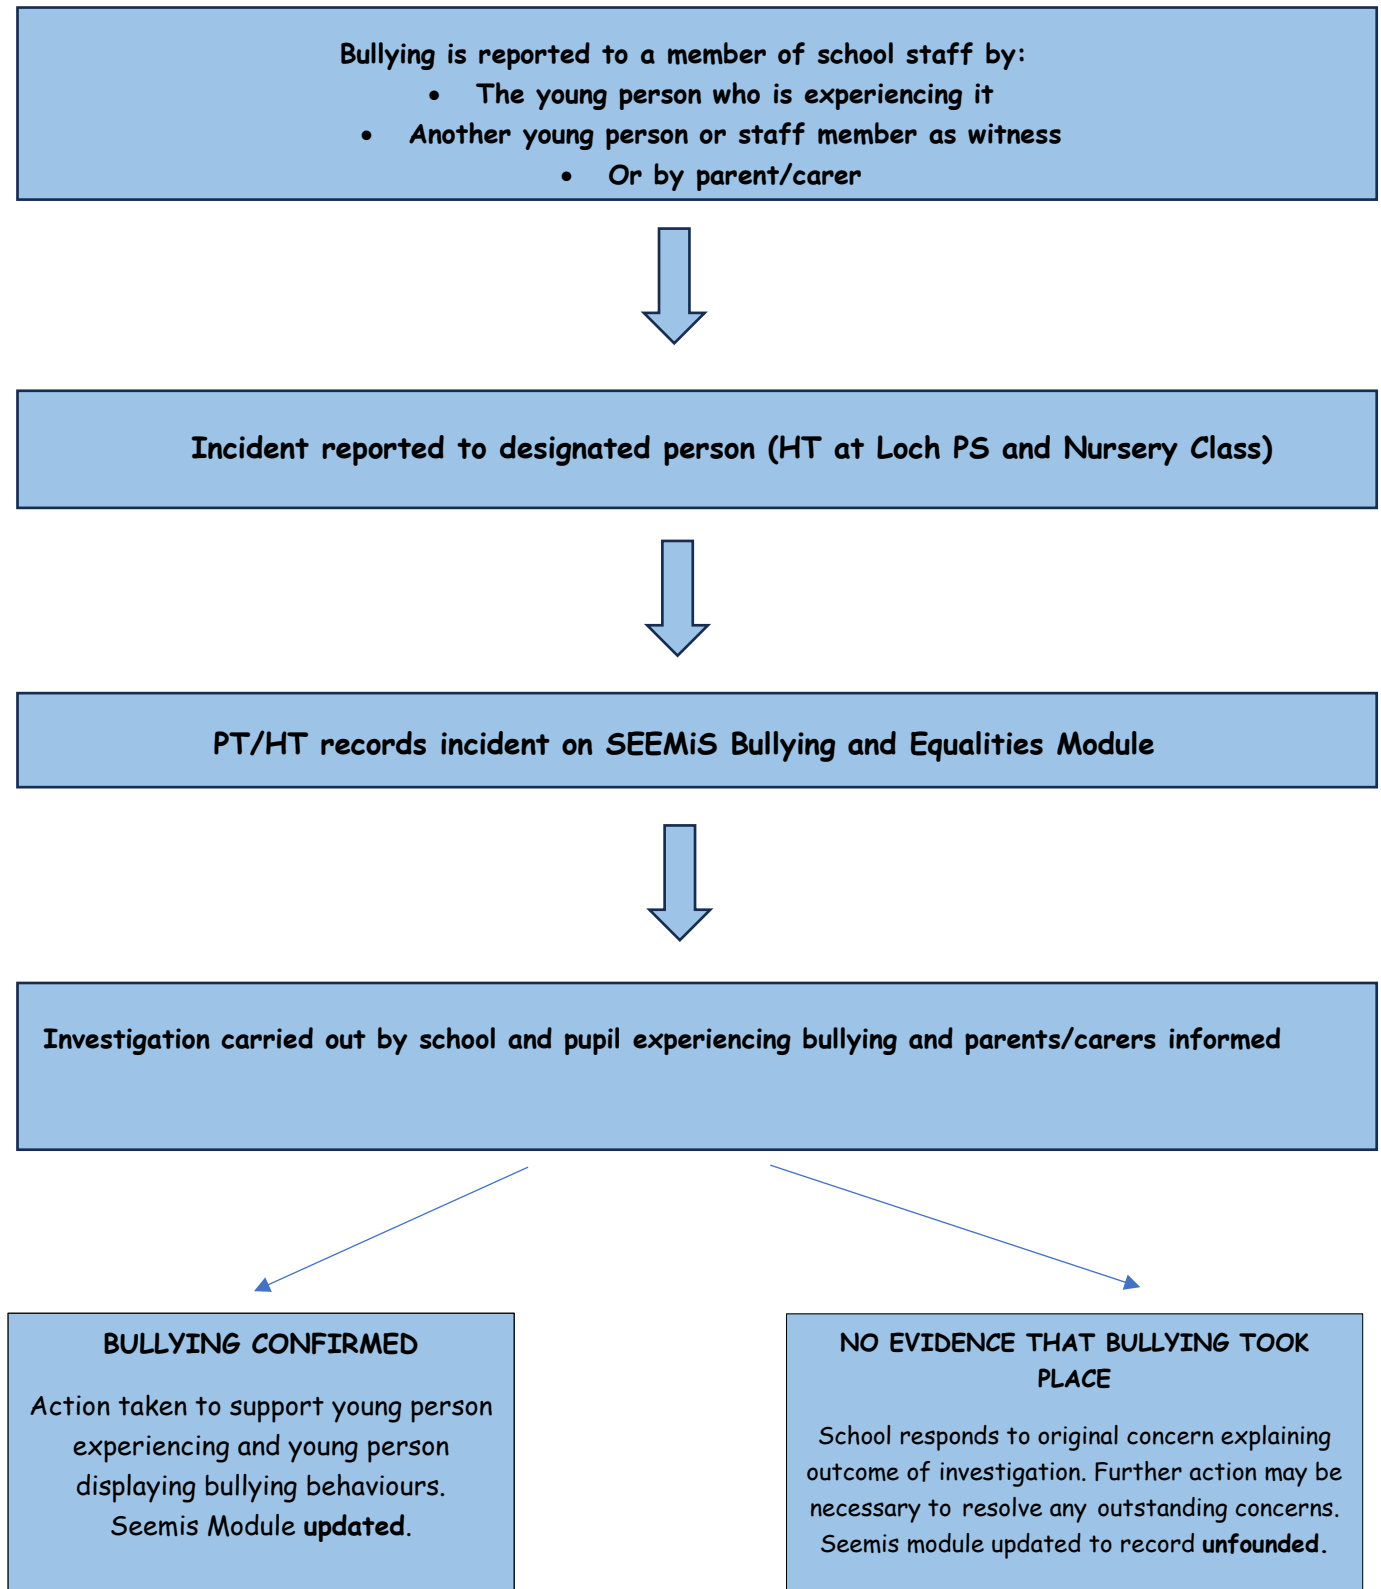 Bullying is reported to a member of school staff by:
• The young person who is experiencing it
• Another young person or staff member as witness
• Or by parent/carer
Incident reported to designated person (HT at Loch PS and Nursery Class)
PT/HT records incident on SEEMiS Bullying and Equalities Module
Investigation carried out by school and pupil experiencing bullying and parents/carers informed
BULLYING CONFIRMED
Action taken to support young person
experiencing and young person
displaying bullying behaviours.
Seemis Module updated.
NO EVIDENCE THAT BULLYING TOOK
PLACE
School responds to original concern explaining
outcome of investigation. Further action may be
necessary to resolve any outstanding concerns.
Seemis module updated to record unfounded.